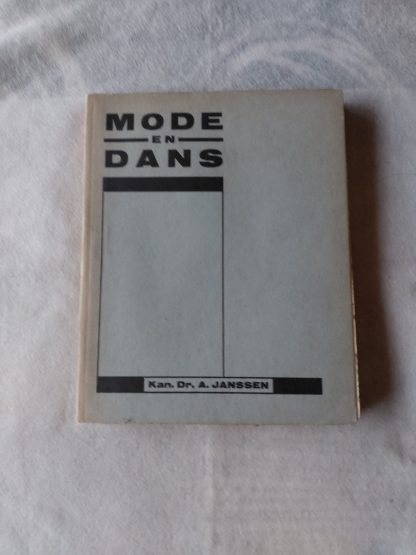 MODE
EN
DANS
Kan. Dr. A. JANSSEN